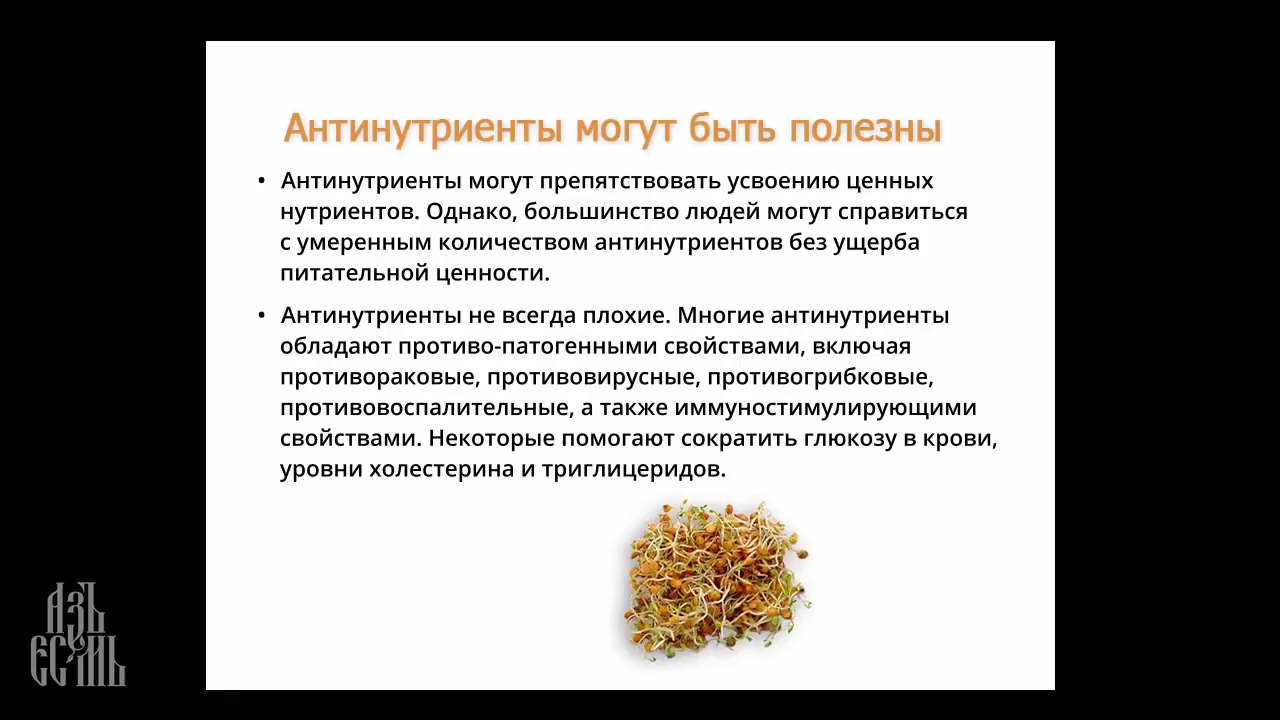 Антинутриенты могут быть полезны
• Антинутриенты могут препятствовать усвоению ценных
нутриентов. Однако, большинство людей могут справиться
с умеренным количеством антинутриентов без ущерба
питательной ценности.
• Антинутриенты не всегда плохие. Многие антинутриенты
обладают противо-патогенными свойствами, включая
противораковые, противовирусные, противогрибковые,
противовоспалительные, а также иммуностимулирующими
свойствами. Некоторые помогают сократить глюкозу в крови,
уровни холестерина и триглицеридов.
АЗЪ
ЕСМЬ